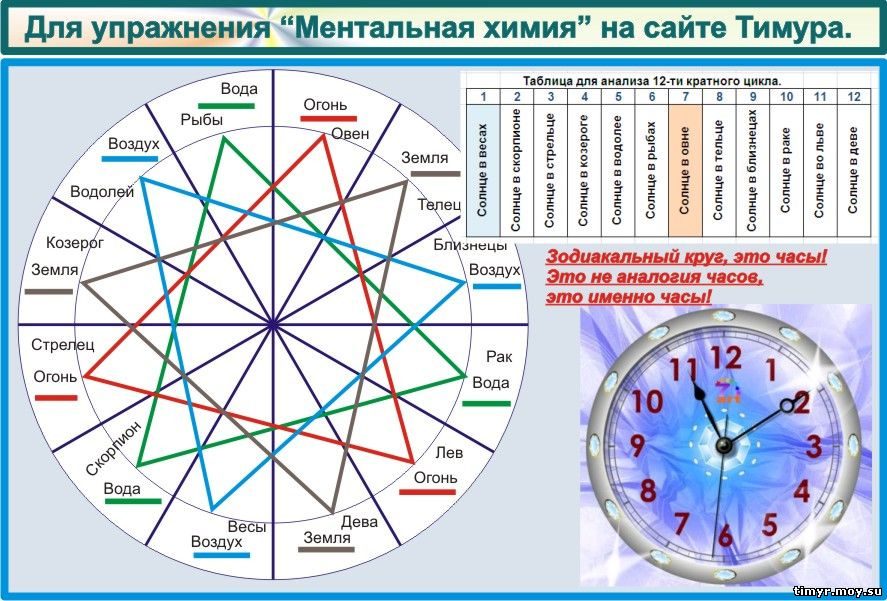 Для упражнения “Ментальная химия” на сайте Тимура.
Вода
Рыбы
Огонь
Овен
Воздух
Водолей
Земля
Телец
Козерог
Земля
Близнецы
Воздух
Стрелец
Огонь
Рак
Вода
Скорпион
Вода
Лев
Огонь
Весы
Воздух
Дева
Земля
Таблица для анализа 12-ти кратного цикла.
1 2 3 4 5 6 7 8 9 10 11 12
Солнце в весах
Солнце в скорпионе
Солнце в стрельце
Солнце в козероге
Солнце в водолее
Солнце в рыбах
Солнце в овне
Солнце в тельце
Солнце в близнецах
Солнце в раке
Солнце во льве
Солнце в деве
Зодиакальный круг, это часы!
Это не аналогия часов,
это именно часы!
12
1
2
3
4
5
6
7
8
9
10
11
art
timyr.moy.su